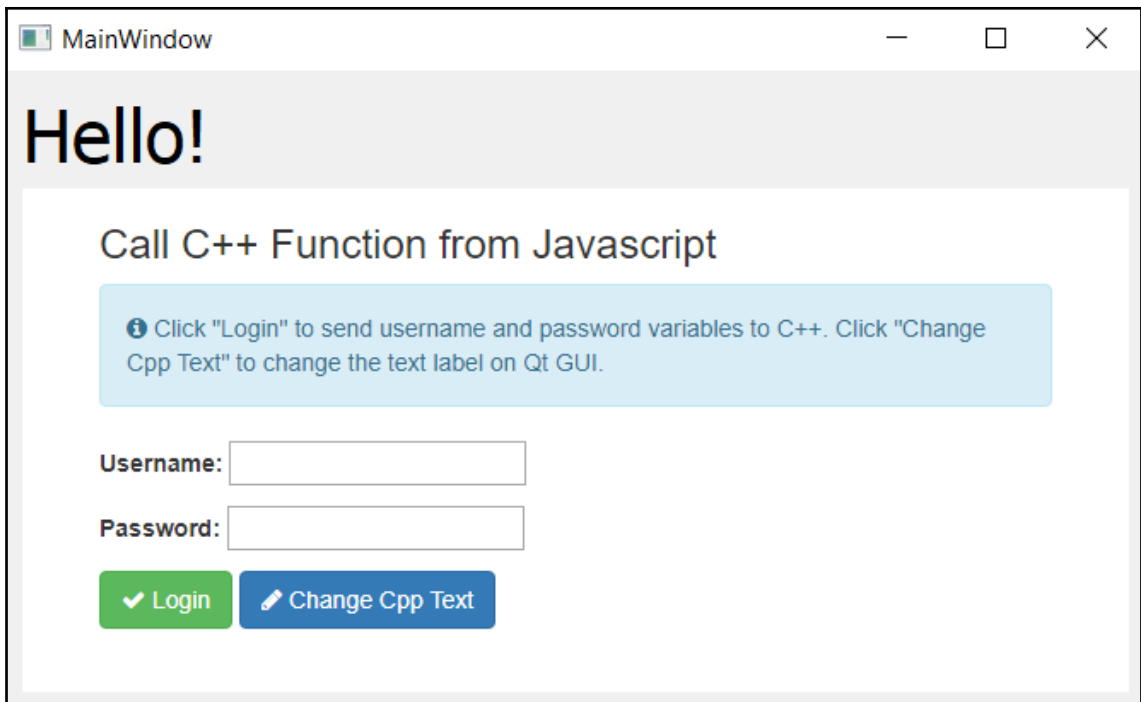 MainWindow
Hello!
Call C++ Function from Javascript
Click "Login" to send username and password variables to C++. Click "Change
Cpp Text" to change the text label on Qt GUI.
Username:
Password:
Login Change Cpp Text